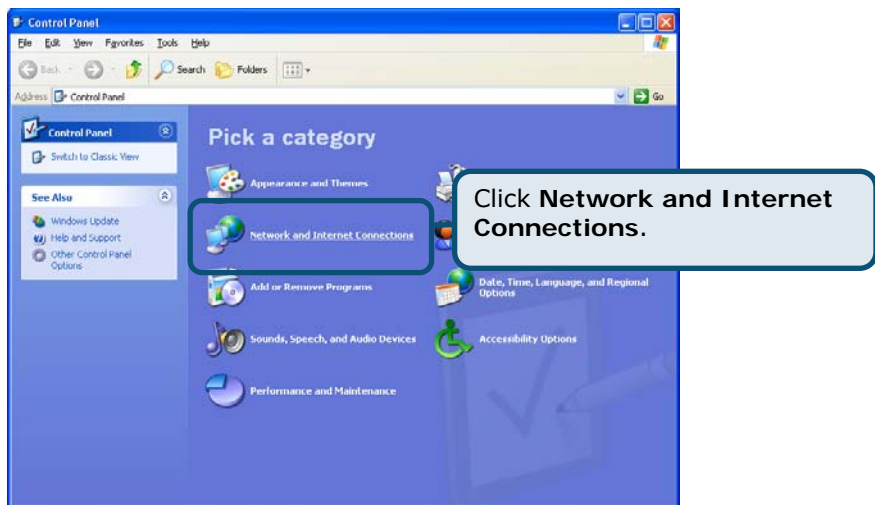 Control Panel
File Edit View Favorites Tools Help
Back Search Folders
Address Control Panel Go
Control Panel
Switch to Classic View
See Also
Windows Update
Help and Support
Other Control Panel
Options
Pick a category
Appearance and Themes
Network and Internet Connections
Add or Remove Programs
Sounds, Speech, and Audio Devices
Performance and Maintenance
Date, Time, Language, and Regional
Options
Accessibility Options
Click Network and Internet
Connections.